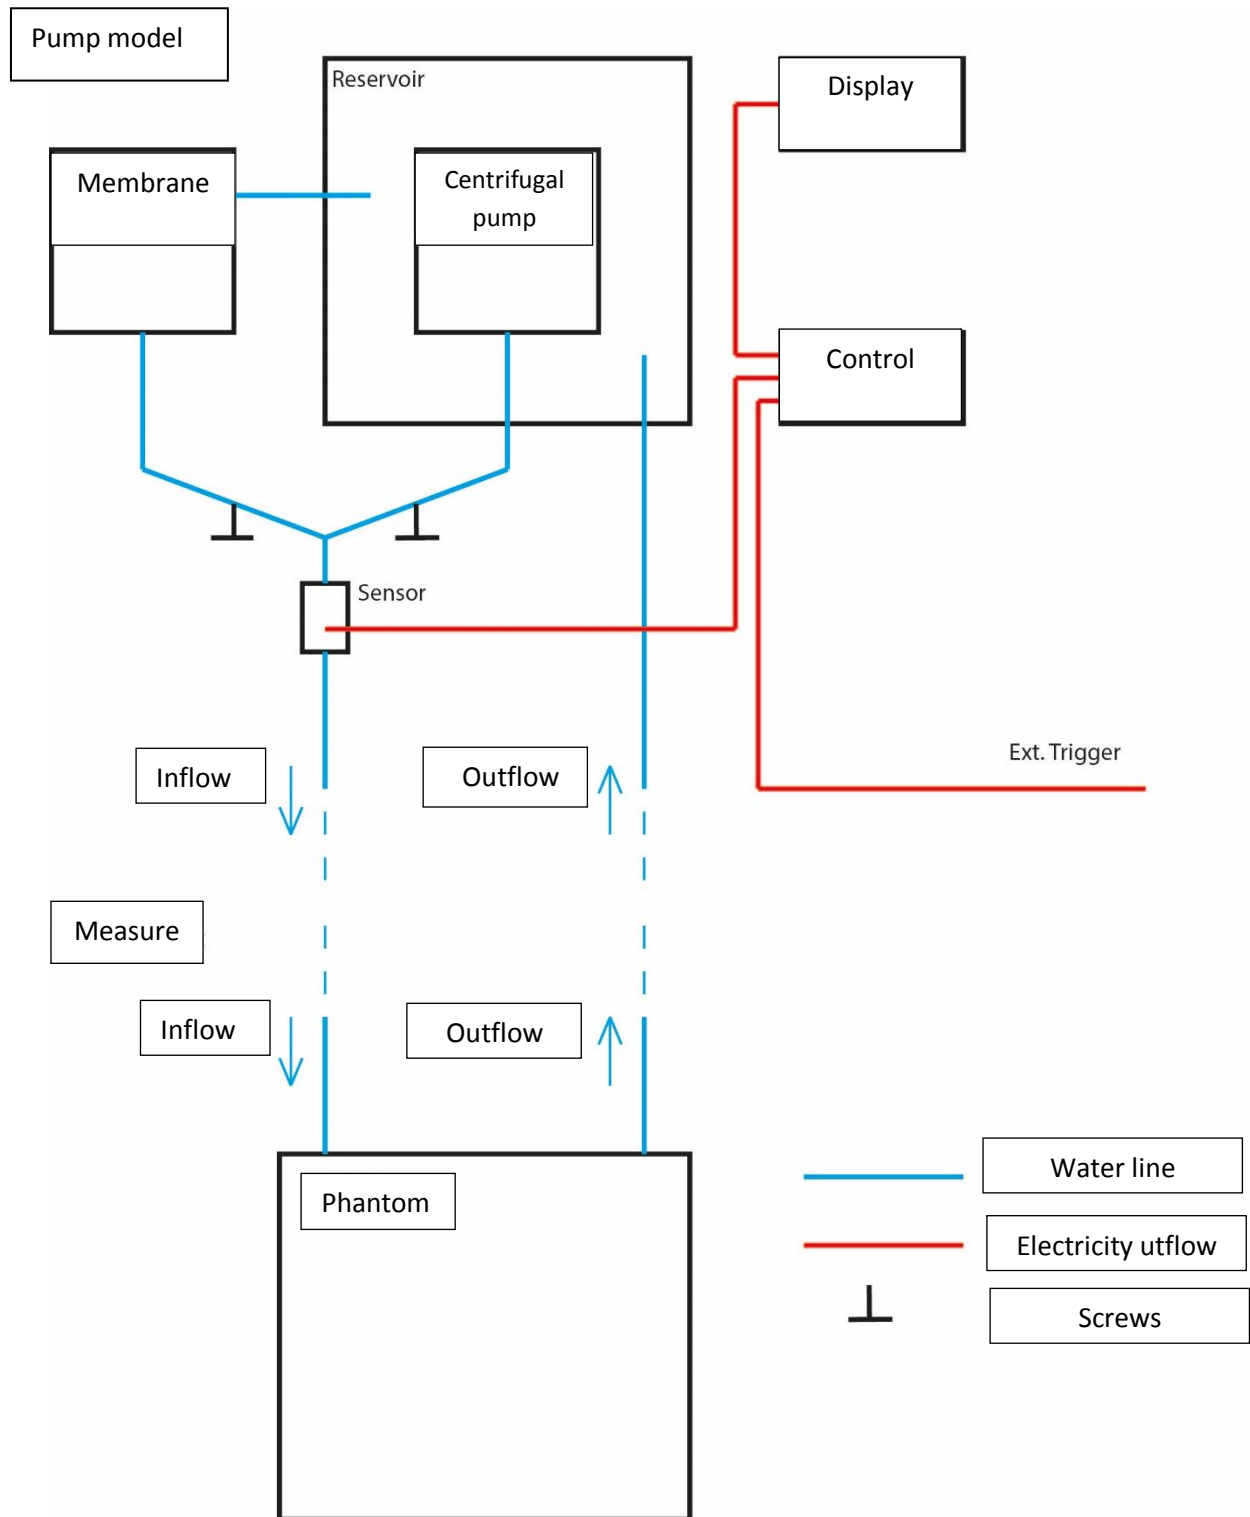 Pump model
Reservoir
Display
Membrane
Centrifugal
pump
Control
Sensor
Ext. Trigger
Inflow
Outflow
Measure
Inflow
Outflow
Phantom
Water line
Electricity utflow
Screws